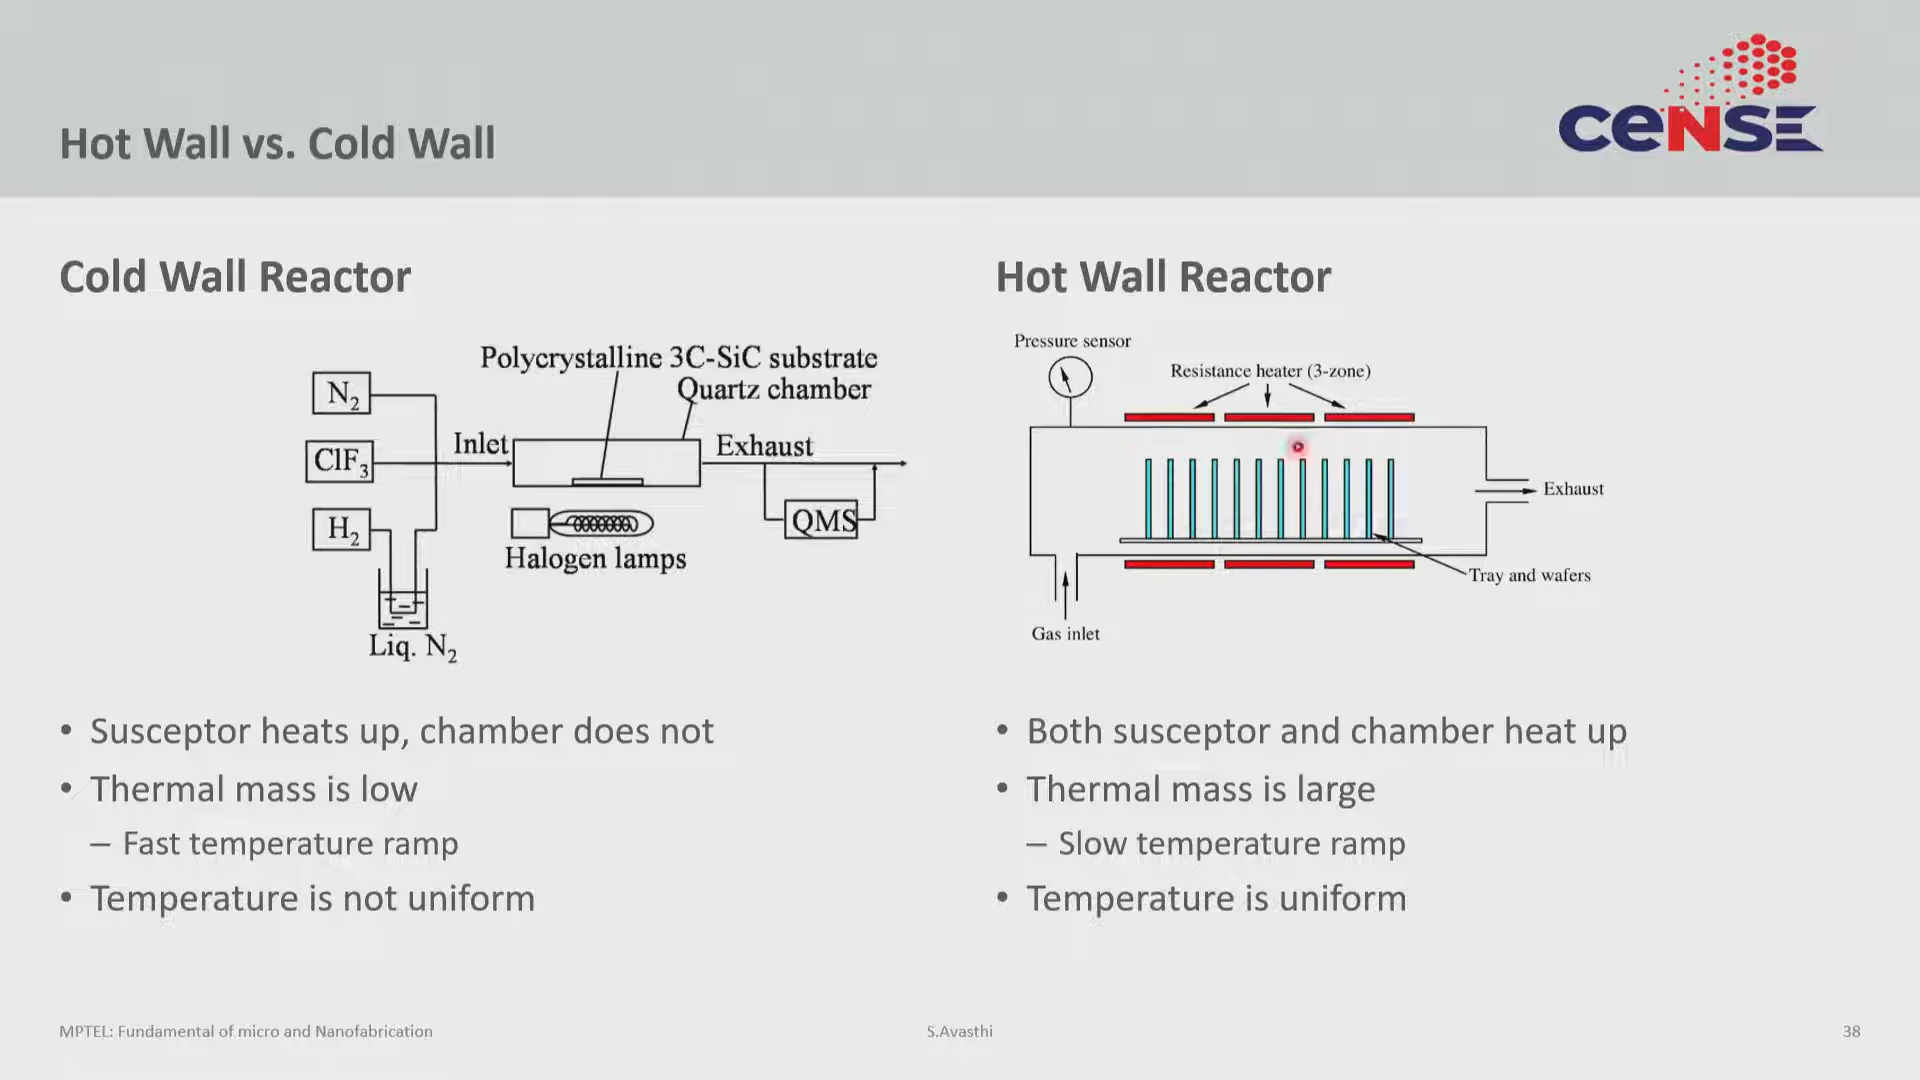 Hot Wall vs. Cold Wall
CeNSE
Cold Wall Reactor
Polycrystalline 3C-SiC substrate
Quartz chamber
N2
ClF3
H2
Inlet
Exhaust
QMS
Halogen lamps
Liq. N2
• Susceptor heats up, chamber does not
• Thermal mass is low
– Fast temperature ramp
• Temperature is not uniform
Hot Wall Reactor
Pressure sensor
Resistance heater (3-zone)
Exhaust
Tray and wafers
Gas inlet
• Both susceptor and chamber heat up
• Thermal mass is large
– Slow temperature ramp
• Temperature is uniform
MPTEL: Fundamental of micro and Nanofabrication
S.Avasthi
38